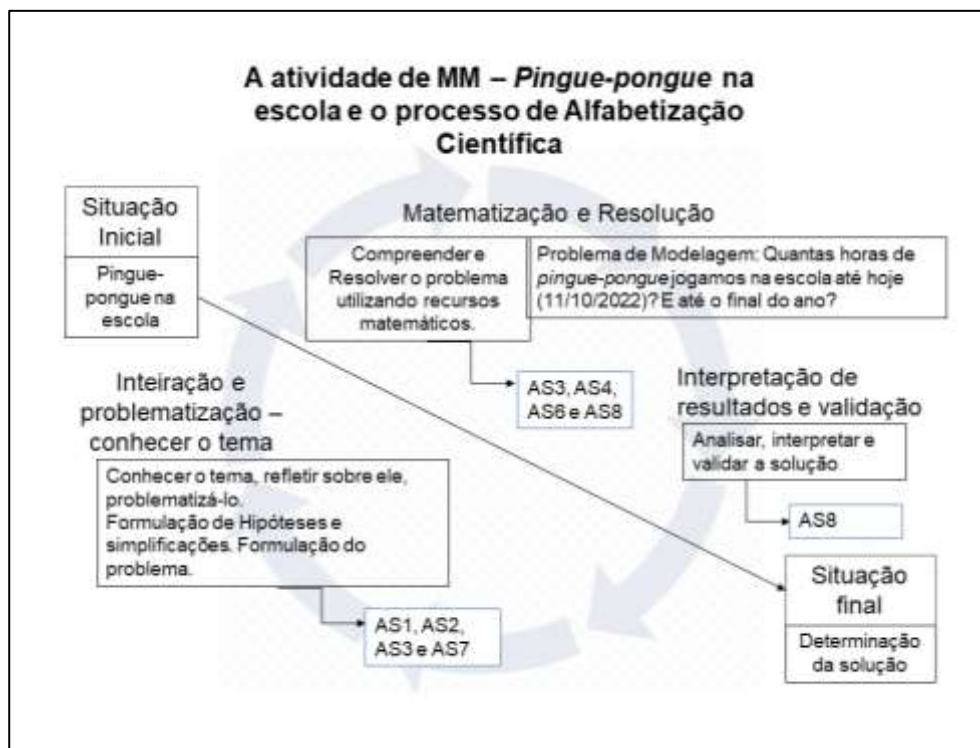 A atividade de MM – Pingue-pongue na
escola e o processo de Alfabetização
Científica
Situação
Inicial
Pingue-
pongue na
escola
Matematização e Resolução
Compreender e
Resolver o problema
utilizando recursos
matemáticos.
Problema de Modelagem: Quantas horas de
pingue-pongue jogamos na escola até hoje
(11/10/2022)? E até o final do ano?
AS3, AS4,
AS6 e AS8
Inteiração e
problematização –
conhecer o tema
Conhecer o tema, refletir sobre ele,
problematizá-lo.
Formulação de Hipóteses e
simplificações. Formulação do
problema.
AS1, AS2,
AS3 e AS7
Interpretação de
resultados e validação
Analisar, interpretar e
validar a solução
AS8
Situação
final
Determinação
da solução